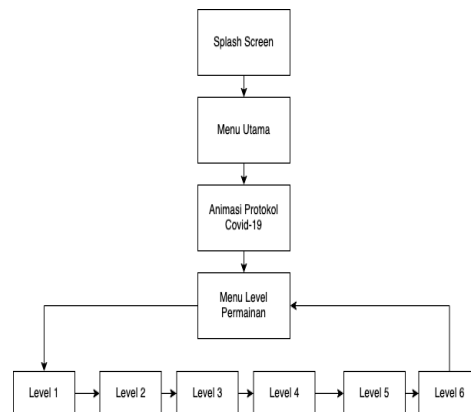 Splash Screen
Menu Utama
Animasi Protokol
Covid-19
Menu Level
Permainan
Level 1
Level 2
Level 3
Level 4
Level 5
Level 6